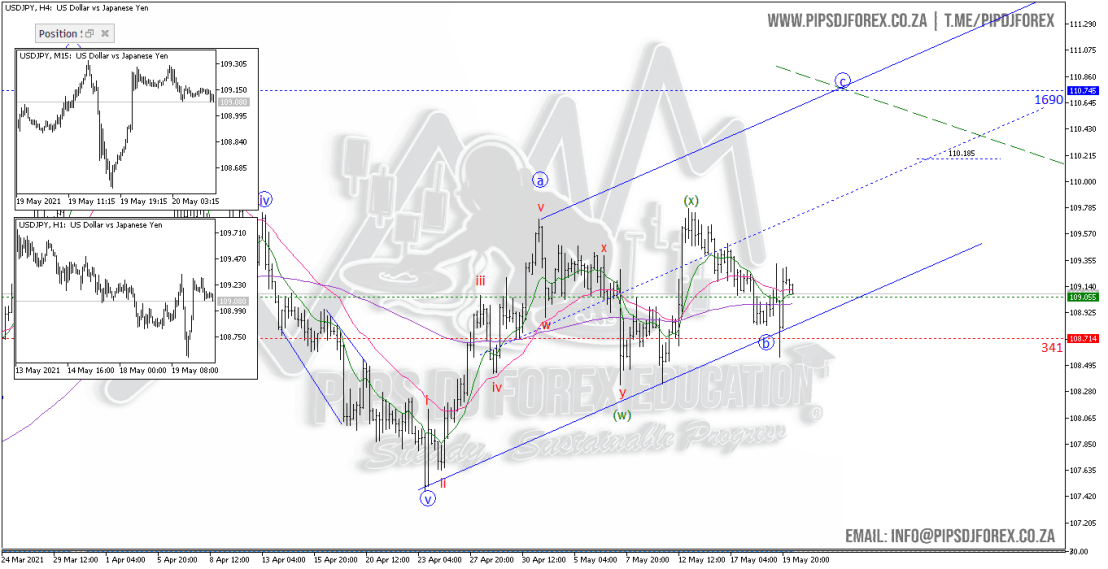 USDJPY, H4: US Dollar vs Japanese Yen
WWW.PIPSDJFOREX.CO.ZA | T.ME/PIPDJFOREX
Position
USDJPY, M15: US Dollar vs Japanese Yen
109.305
109.150
109.080
108.995
108.840
108.685
19 May 2021 19 May 11:15 19 May 19:15 20 May 03:15
USDJPY, H1: US Dollar vs Japanese Yen
109.710
109.470
109.230
109.080
108.990
108.750
13 May 2021 14 May 16:00 18 May 00:00 19 May 08:00
iv
a
v
iii
iv
i
ii
v
x
w
y
(w)
(x)
b
c
1690
110.185
341
111.290
111.075
110.860
110.745
110.645
110.430
110.215
110.000
109.785
109.570
109.355
109.140
109.055
108.925
108.714
108.495
108.280
108.065
107.850
107.635
107.420
107.205
PIPS DJ FOREX EDUCATION
Steady, Sustainable Progress
EMAIL: INFO@PIPSDJFOREX.CO.ZA
24 Mar 2021 29 Mar 12:00 1 Apr 04:00 5 Apr 20:00 8 Apr 12:00 13 Apr 04:00 15 Apr 20:00 20 Apr 12:00 23 Apr 04:00 27 Apr 20:00 30 Apr 12:00 5 May 04:00 7 May 20:00 12 May 12:00 17 May 04:00 19 May 20:00